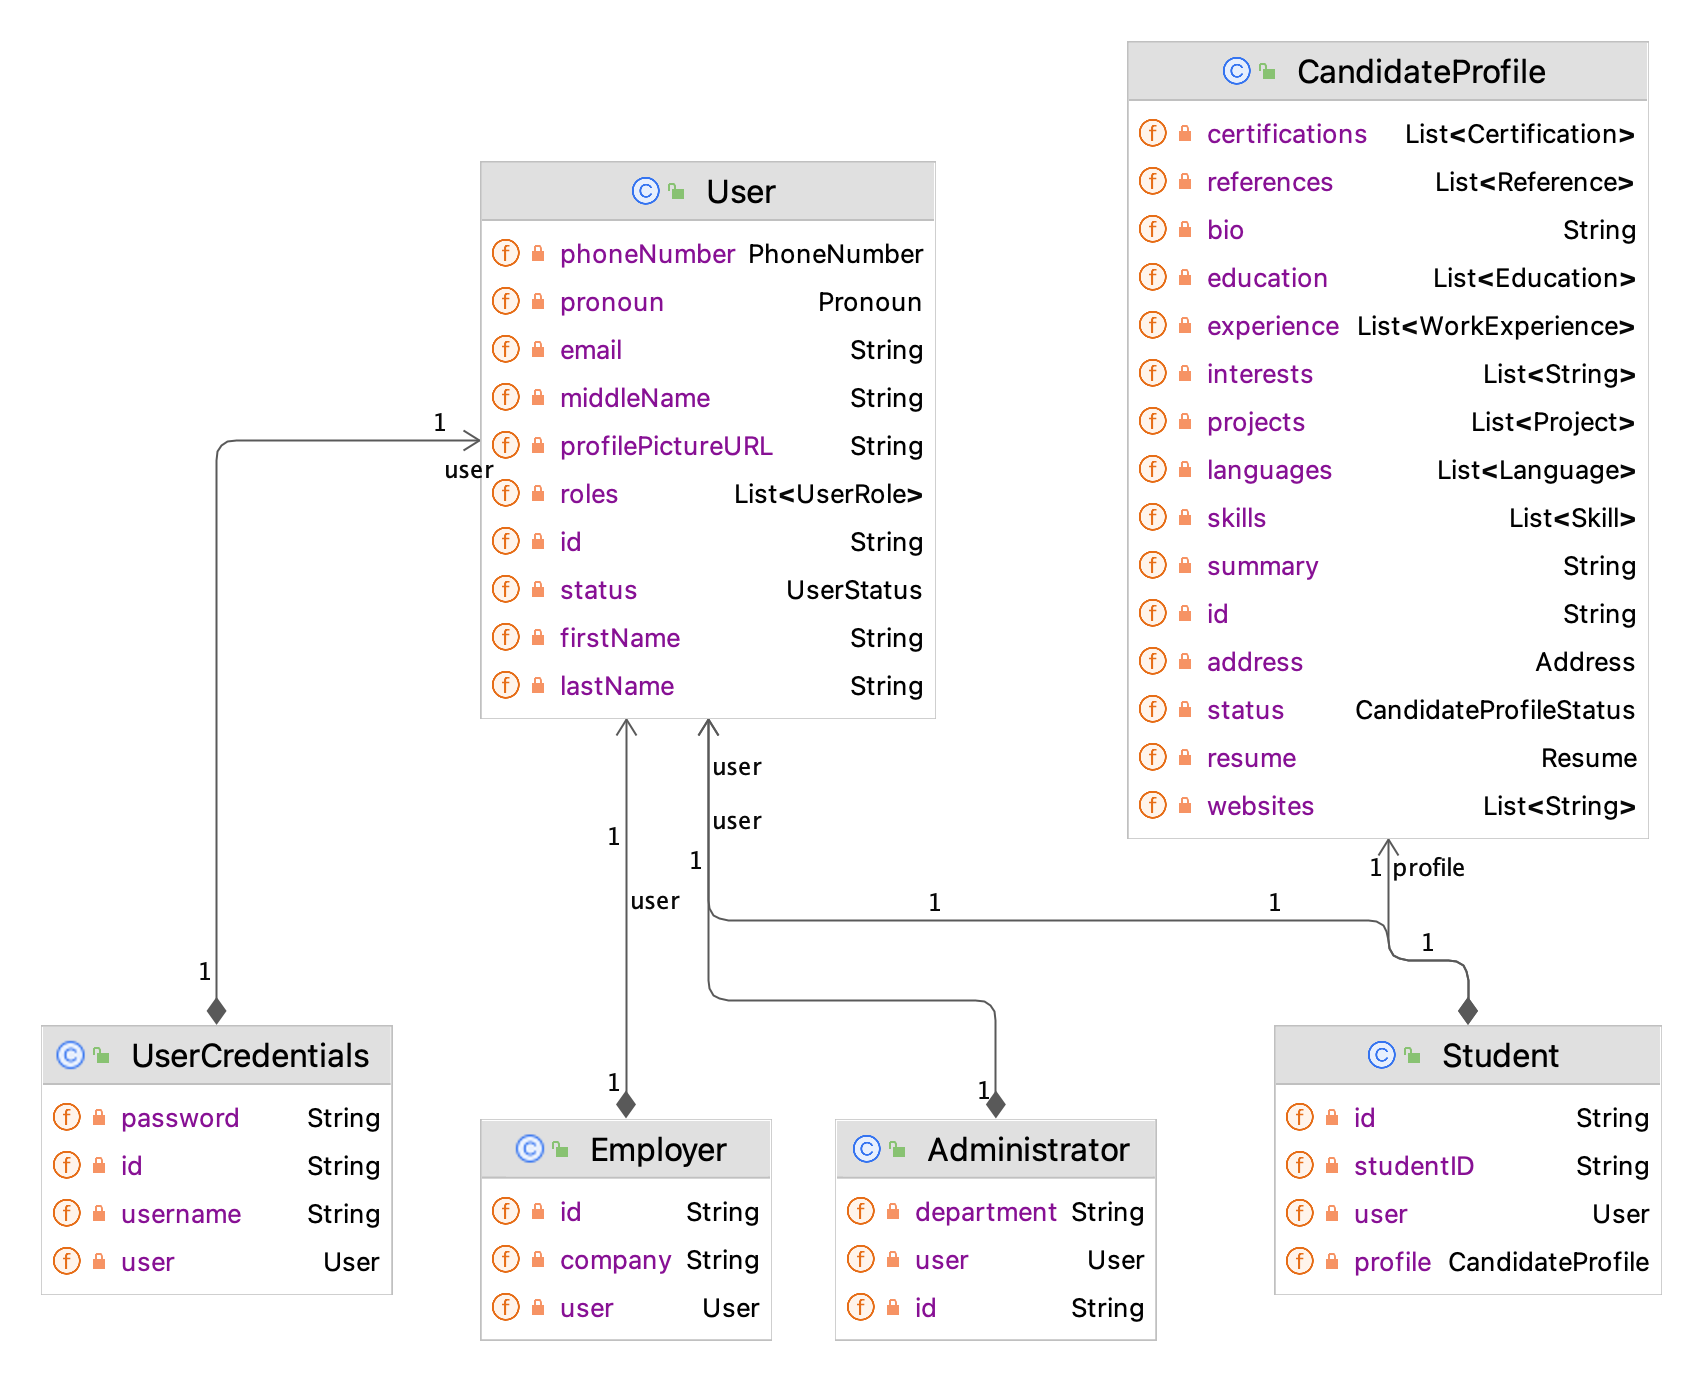 CandidateProfile
certifications List<Certification>
references List<Reference>
bio String
education List<Education>
experience List<WorkExperience>
interests List<String>
projects List<Project>
languages List<Language>
skills List<Skill>
summary String
id String
address Address
status CandidateProfileStatus
resume Resume
websites List<String>
User
phoneNumber PhoneNumber
pronoun Pronoun
email String
middleName String
profilePictureURL String
roles List<UserRole>
id String
status UserStatus
firstName String
lastName String
1
user
user
user
1
1
user
1
1
1 profile
1
1
1
1
1
UserCredentials
password String
id String
username String
user User
Employer
id String
company String
user User
Administrator
department String
user User
id String
Student
id String
studentID String
user User
profile CandidateProfile